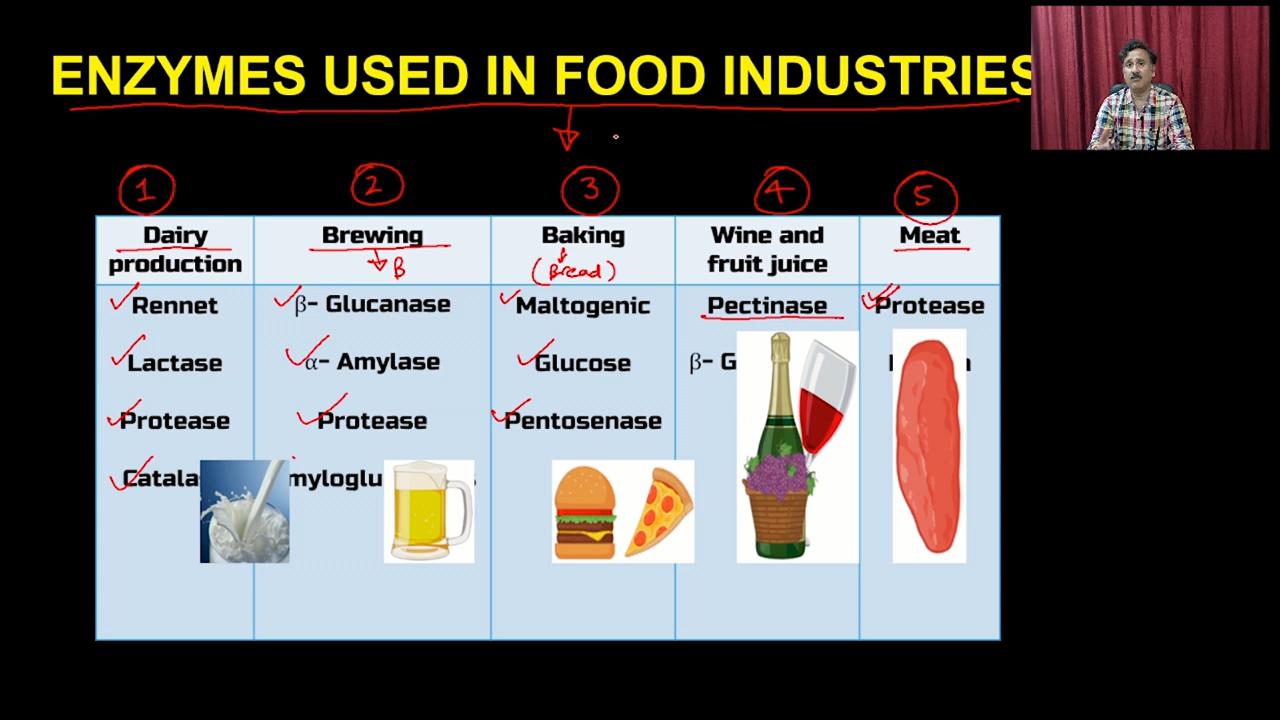 ENZYMES USED IN FOOD INDUSTRIES
1 2 3 4 5
Dairy production
Brewing
B
Baking
(Bread)
Wine and fruit juice
Meat
Rennet
β- Glucanase
Maltogenic
Pectinase
Protease
Lactase
α- Amylase
Glucose
β- G
Protease
Protease
Pentosenase
Catala
myloglu